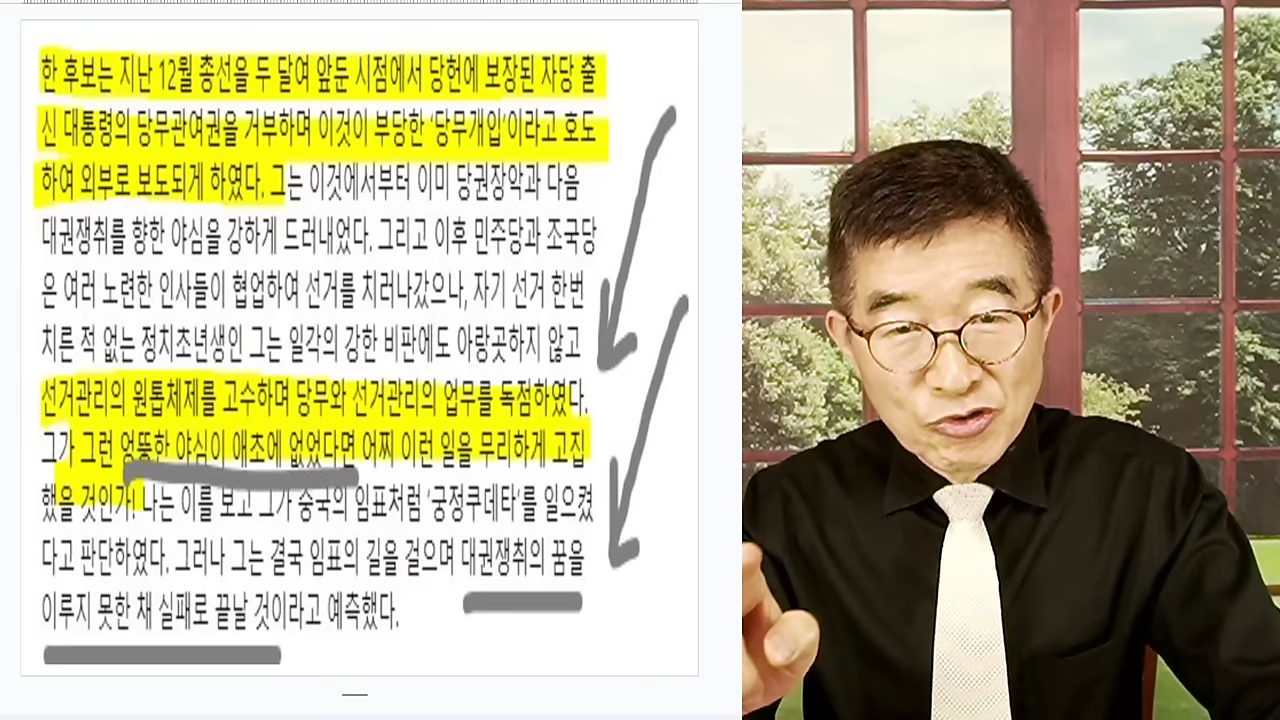 한 후보는 지난 12월 총선을 두 달여 앞둔 시점에서 당헌에 보장된 자당 출
신 대통령의 당무관여권을 거부하며 이것이 부당한 ‘당무개입’이라고 호도
하여 외부로 보도되게 하였다. 그는 이것에서부터 이미 당권장악과 다음
대권쟁취를 향한 야심을 강하게 드러내었다. 그리고 이후 민주당과 조국당
은 여러 노련한 인사들이 협업하여 선거를 치러나갔으나, 자기 선거 한번
치른 적 없는 정치초년생인 그는 일각의 강한 비판에도 아랑곳하지 않고
선거관리의 원톱체제를 고수하며 당무와 선거관리의 업무를 독점하였다.
그가 그런 엉뚱한 야심이 애초에 없었다면 어찌 이런 일을 무리하게 고집
했을 것인가! 나는 이를 보고 그가 중국의 임표처럼 ‘궁정쿠데타’를 일으켰
다고 판단하였다. 그러나 그는 결국 임표의 길을 걸으며 대권쟁취의 꿈을
이루지 못한 채 실패로 끝날 것이라고 예측했다.